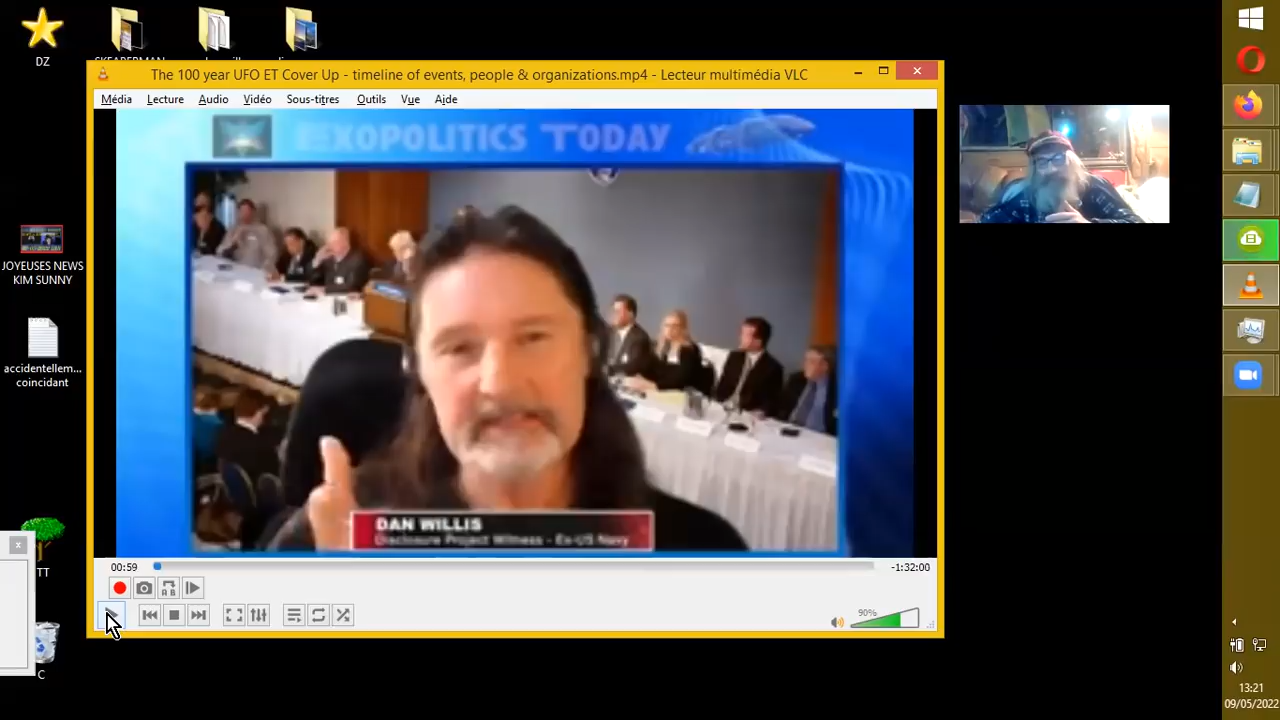 DZ
The 100 year UFO ET Cover Up - timeline of events, people & organizations.mp4 - Lecteur multimédia VLC
Média Lecture Audio Vidéo Sous-titres Outils Vue Aide
EXOPOLITICS TODAY
JOYEUSES NEWS
KIM SUNNY
accidentellem...
coincidant
DAN WILLIS
Disclosure Project Witness - Ex-US Navy
00:59
-1:32:00
TT
90%
C
13:21
09/05/2022